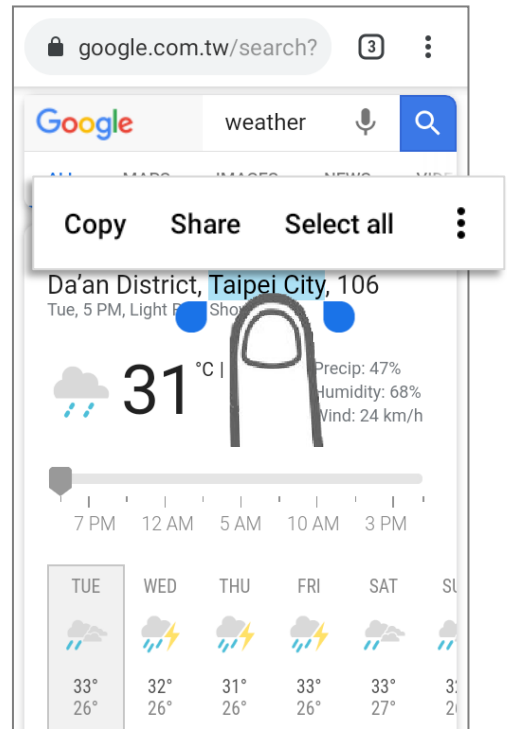 google.com.tw/search? 3
Google weather
Copy Share Select all
Da'an District, Taipei City, 106
Tue, 5 PM, Light
31 °C |
Precip: 47%
Humidity: 68%
Wind: 24 km/h
7 PM 12 AM 5 AM 10 AM 3 PM
TUE WED THU FRI SAT
33° 32° 31° 33° 33°
26° 26° 26° 26° 27°